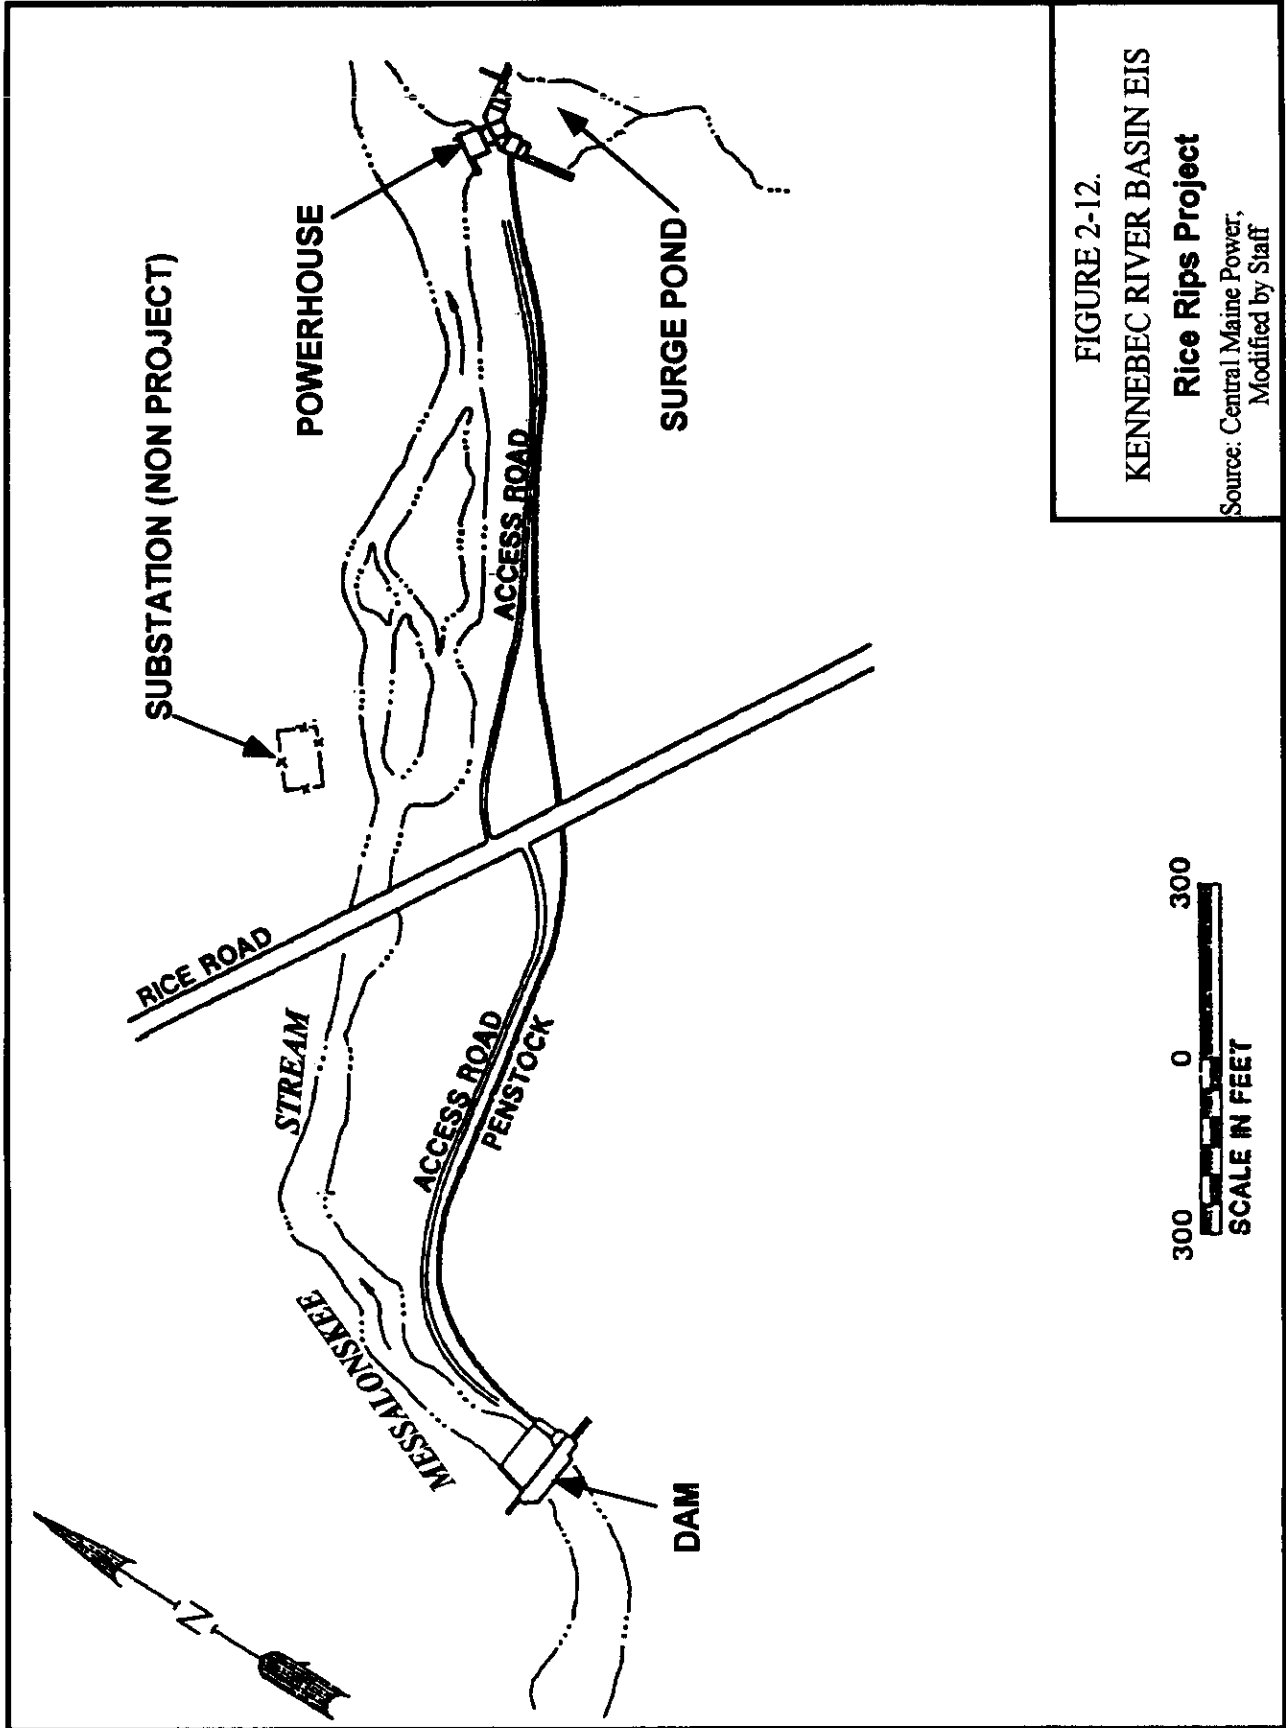 SUBSTATION (NON PROJECT)
POWERHOUSE
RICE ROAD
STREAM
MESSALONSKEE
ACCESS ROAD
ACCESS ROAD
PENSTOCK
SURGE POND
DAM
N
300 0 300
SCALE IN FEET
FIGURE 2-12.
KENNEBEC RIVER BASIN EIS
Rice Rips Project
Source: Central Maine Power,
Modified by Staff